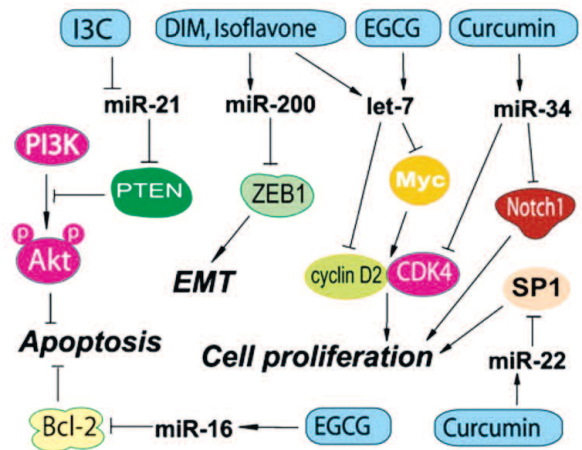 I3C
DIM, Isoflavone
EGCG
Curcumin
miR-21
miR-200
let-7
miR-34
PI3K
PTEN
ZEB1
Myc
Notch1
p
p
Akt
EMT
cyclin D2
CDK4
SP1
Apoptosis
Cell proliferation
miR-22
Bcl-2
miR-16
EGCG
Curcumin